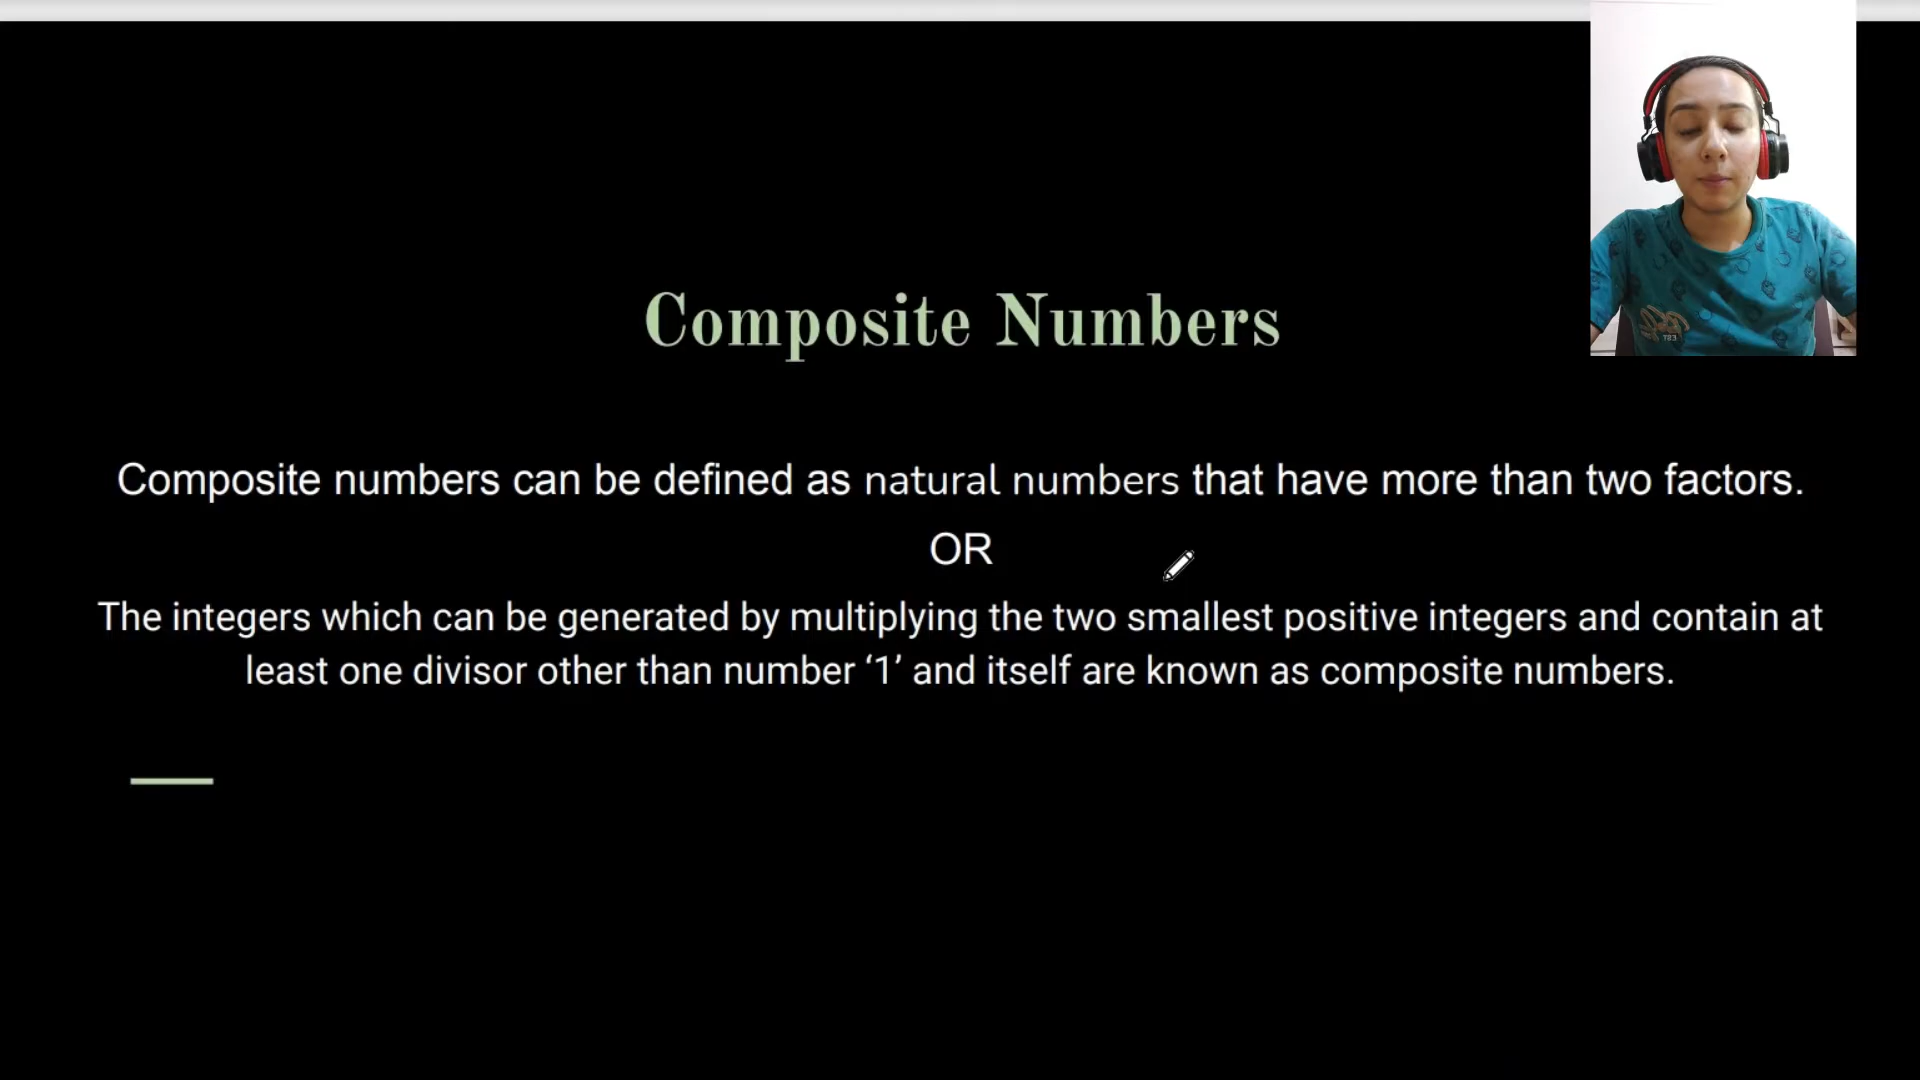 Composite Numbers
Composite numbers can be defined as natural numbers that have more than two factors.
OR
The integers which can be generated by multiplying the two smallest positive integers and contain at
least one divisor other than number ‘1’ and itself are known as composite numbers.